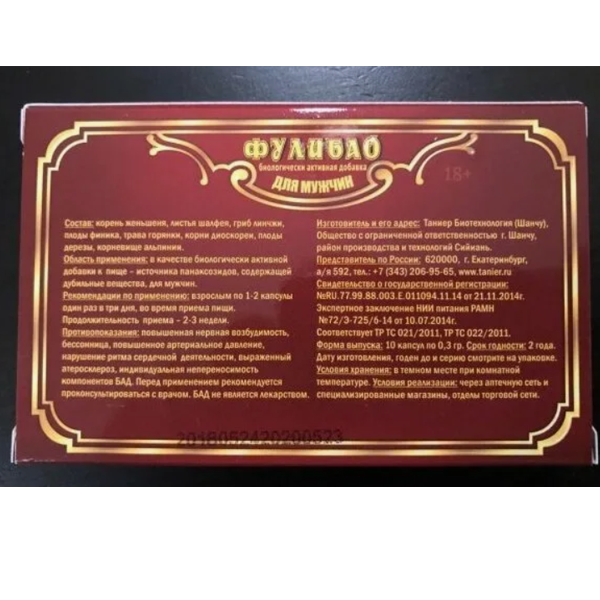 ФУЛИБАО
биологически активная добавка
ДЛЯ МУЖЧИН
18+
Состав: корень женьшеня, листья шалфея, гриб линчжи,
плоды финика, трава горянки, корни диоскореи, плоды
дерезы, корневище альпинии.
Область применения: в качестве биологически активной
добавки к пище – источника панаксозидов, содержащей
дубильные вещества, для мужчин.
Рекомендации по применению: взрослым по 1-2 капсулы
один раз в три дня, во время приема пищи.
Продолжительность приема – 2-3 недели.
Противопоказания: повышенная нервная возбудимость,
бессонница, повышенное артериальное давление,
нарушение ритма сердечной деятельности, выраженный
атеросклероз, индивидуальная непереносимость
компонентов БАД. Перед применением рекомендуется
проконсультироваться с врачом. БАД не является лекарством.
Изготовитель и его адрес: Таниер Биотехнология (Шанчу),
Общество с ограниченной ответственностью г. Шанчу,
район производства и технологий Сийиань.
Представитель по России: 620000, г. Екатеринбург,
а/я 592, тел.: +7 (343) 206-95-65, www.tanier.ru
Свидетельство о государственной регистрации:
№RU.77.99.88.003.Е.011094.11.14 от 21.11.2014г.
Экспертное заключение НИИ питания РАМН
№72/Э-725/б-14 от 10.07.2014г.
Соответствует ТР ТС 021/2011, ТР ТС 022/2011.
Форма выпуска: 10 капсул по 0,3 гр. Срок годности: 2 года.
Дату изготовления, годен до и серию смотрите на упаковке.
Условия хранения: в темном месте при комнатной
температуре. Условия реализации: через аптечную сеть и
специализированные магазины, отделы торговой сети.
2018052420200523